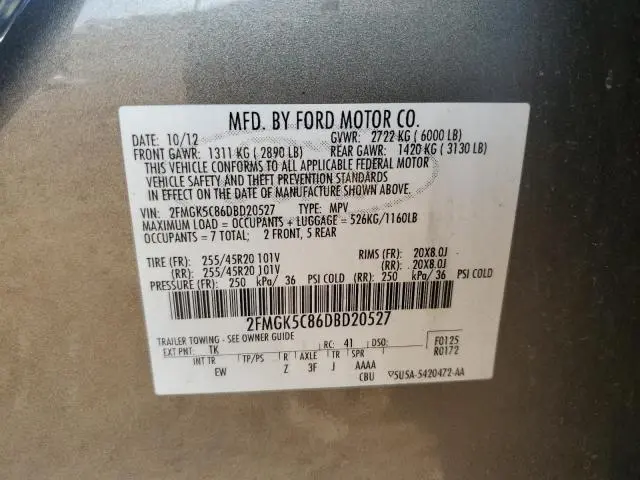 MFD. BY FORD MOTOR CO.
DATE: 10/12 GVWR: 2722 KG ( 6000 LB)
FRONT GAWR: 1311 KG ( 2890 LB) REAR GAWR: 1420 KG ( 3130 LB)
THIS VEHICLE CONFORMS TO ALL APPLICABLE FEDERAL MOTOR
VEHICLE SAFETY AND THEFT PREVENTION STANDARDS
IN EFFECT ON THE DATE OF MANUFACTURE SHOWN ABOVE.
VIN: 2FMGK5C86DBD20527 TYPE: MPV
MAXIMUM LOAD = OCCUPANTS + LUGGAGE = 526KG/1160LB
OCCUPANTS = 7 TOTAL; 2 FRONT, 5 REAR
TIRE (FR): 255/45R20 101V RIMS (FR): 20X8.0J
(RR): 255/45R20 101V (RR): 20X8.0J
PRESSURE (FR): 250 kPa/ 36 PSI COLD (RR): 250 kPa/ 36 PSI COLD
2FMGK5C86DBD20527
TRAILER TOWING - SEE OWNER GUIDE
EXT PNT: TK RC: 41 DSO: F0125
R0172
INT TR TP/PS R AXLE TR SPR
EW Z 3F J AAAA
CBU 5USA-5420472-AA